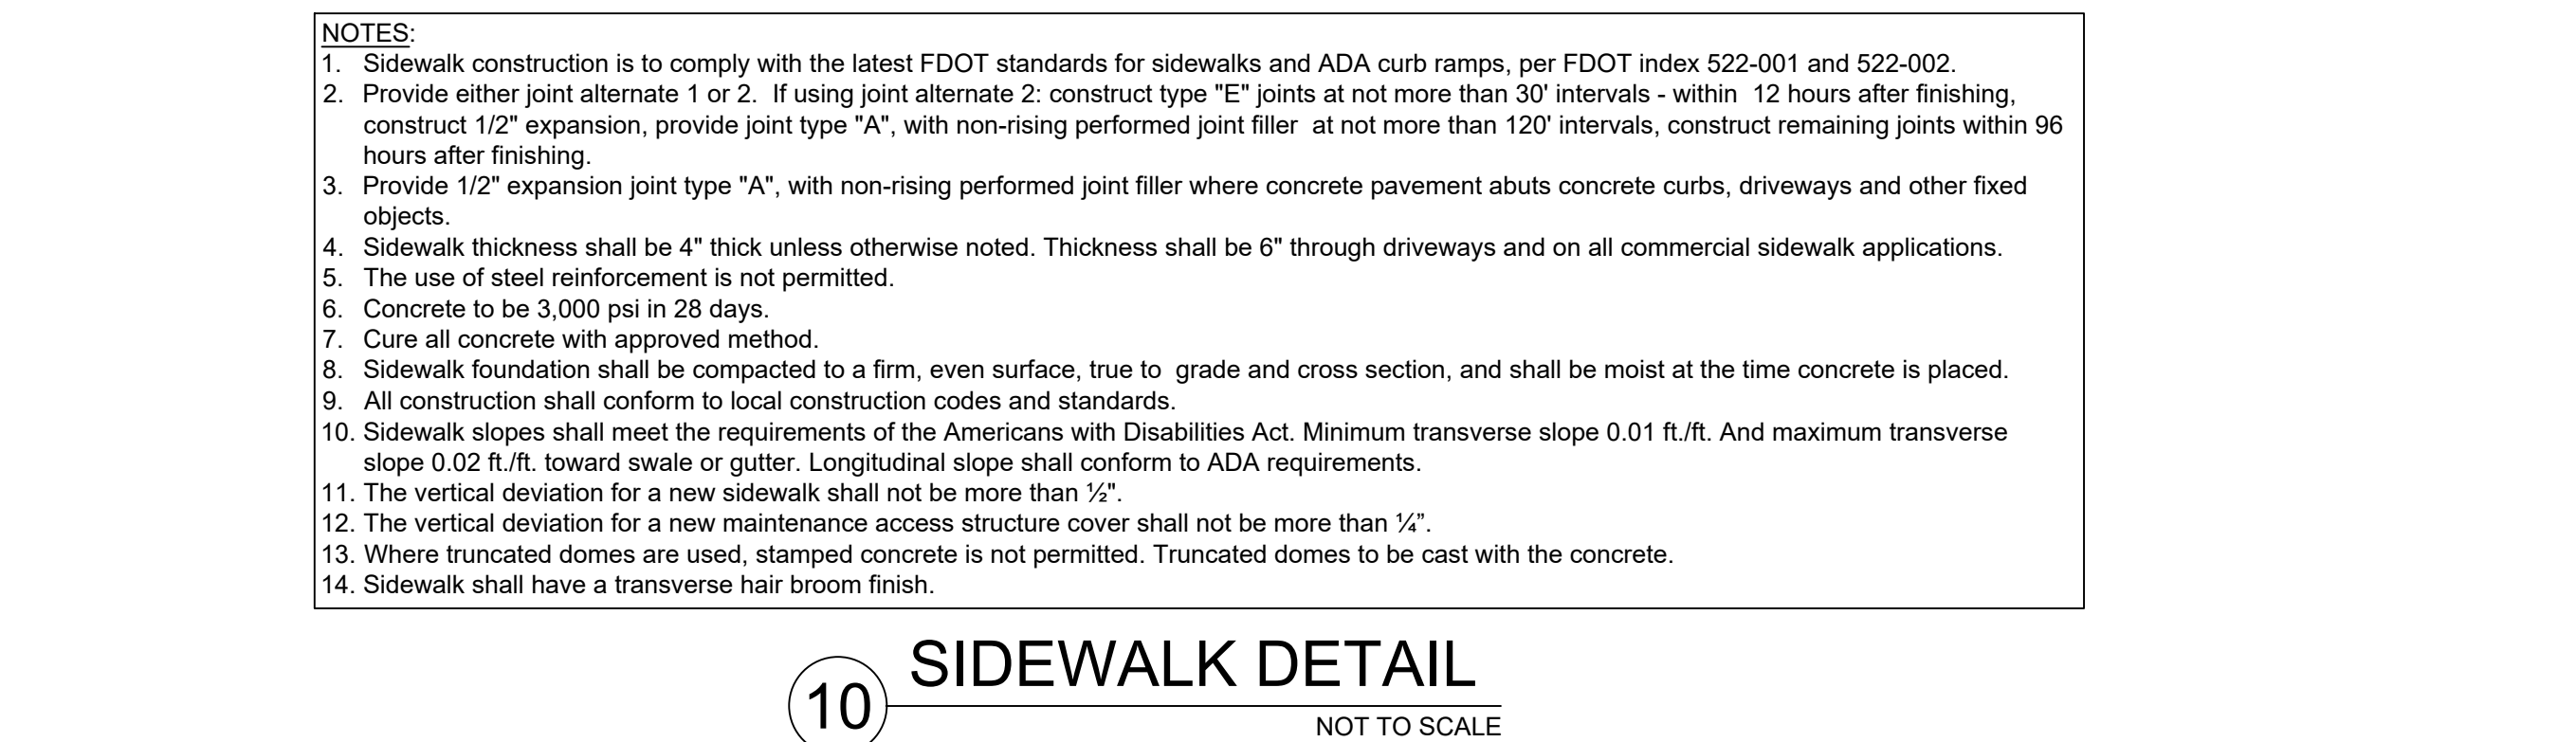 NOTES:
1. Sidewalk construction is to comply with the latest FDOT standards for sidewalks and ADA curb ramps, per FDOT index 522-001 and 522-002.
2. Provide either joint alternate 1 or 2. If using joint alternate 2: construct type "E" joints at not more than 30' intervals - within 12 hours after finishing,
construct 1/2" expansion, provide joint type "A", with non-rising performed joint filler at not more than 120' intervals, construct remaining joints within 96
hours after finishing.
3. Provide 1/2" expansion joint type "A", with non-rising performed joint filler where concrete pavement abuts concrete curbs, driveways and other fixed
objects.
4. Sidewalk thickness shall be 4" thick unless otherwise noted. Thickness shall be 6" through driveways and on all commercial sidewalk applications.
5. The use of steel reinforcement is not permitted.
6. Concrete to be 3,000 psi in 28 days.
7. Cure all concrete with approved method.
8. Sidewalk foundation shall be compacted to a firm, even surface, true to grade and cross section, and shall be moist at the time concrete is placed.
9. All construction shall conform to local construction codes and standards.
10. Sidewalk slopes shall meet the requirements of the Americans with Disabilities Act. Minimum transverse slope 0.01 ft./ft. And maximum transverse
slope 0.02 ft./ft. toward swale or gutter. Longitudinal slope shall conform to ADA requirements.
11. The vertical deviation for a new sidewalk shall not be more than ½".
12. The vertical deviation for a new maintenance access structure cover shall not be more than ¼”.
13. Where truncated domes are used, stamped concrete is not permitted. Truncated domes to be cast with the concrete.
14. Sidewalk shall have a transverse hair broom finish.
SIDEWALK DETAIL
10
NOT TO SCALE